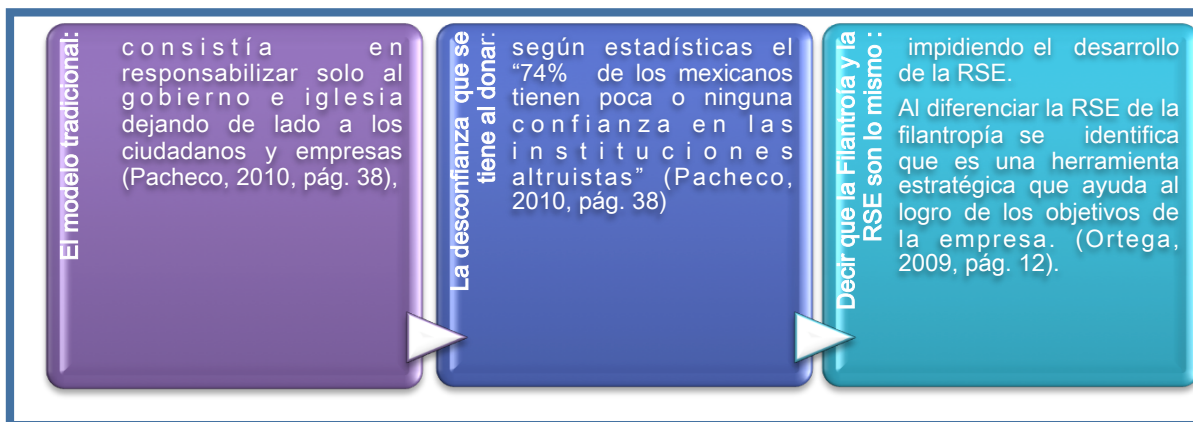 El modelo tradicional:
consistía en
responsabilizar solo al
gobierno e iglesia
dejando de lado a los
ciudadanos y empresas
(Pacheco, 2010, pág. 38),
La desconfianza que se
tiene al donar:
según estadísticas el
“74% de los mexicanos
tienen poca o ninguna
confianza en las
instituciones
altruistas” (Pacheco,
2010, pág. 38)
Decir que la Filantroía y la
RSE son lo mismo :
impidiendo el desarrollo
de la RSE.
Al diferenciar la RSE de la
filantropía se identifica
que es una herramienta
estratégica que ayuda al
logro de los objetivos de
la empresa. (Ortega,
2009, pág. 12).